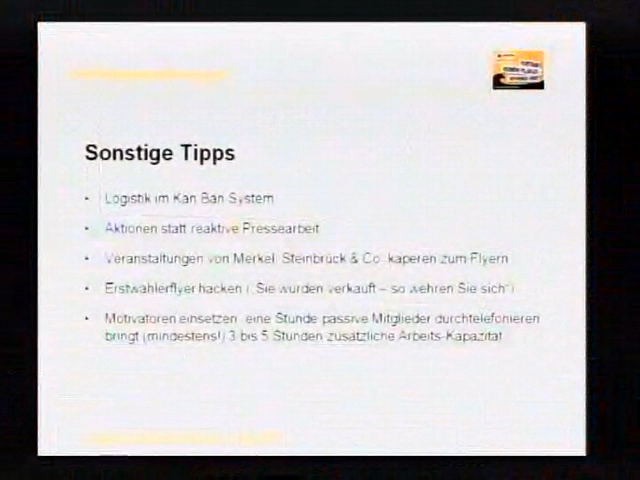 Sonstige Tipps
• Logistik im Kan Ban System
• Aktionen statt reaktive Pressearbeit
• Veranstaltungen von Merkel, Steinbrück & Co. kapern zum Flyern
• Erstwählerflyer hacken („Sie wurden verkauft – so wehren Sie sich“)
• Motivatoren einsetzen: eine Stunde passive Mitglieder durchtelefonieren
bringt (mindestens!) 3 bis 5 Stunden zusätzliche Arbeits-Kapazität